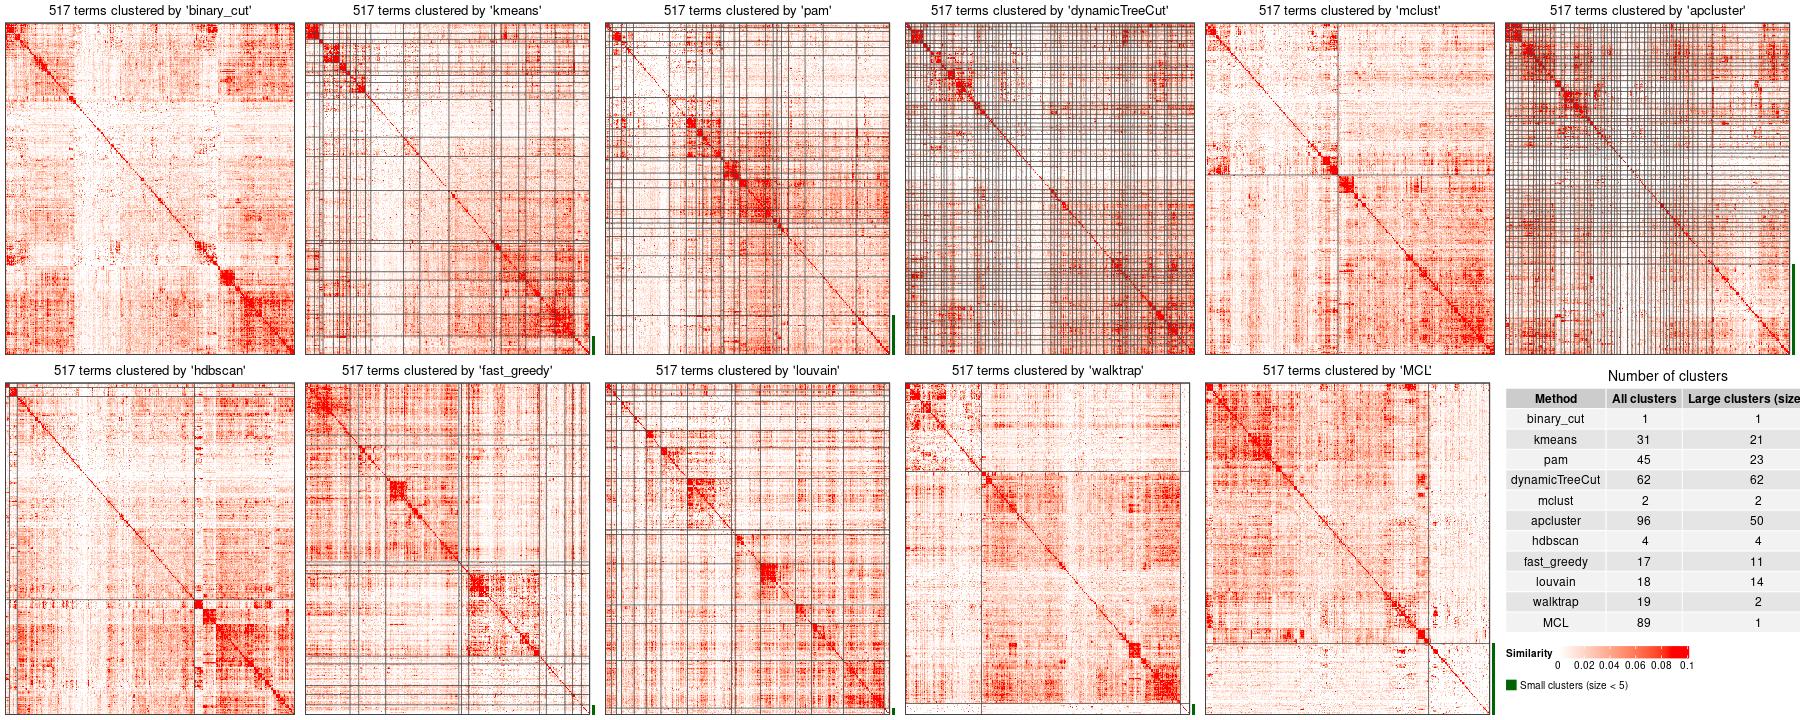 517 terms clustered by 'binary_cut'
517 terms clustered by 'kmeans'
517 terms clustered by 'pam'
517 terms clustered by 'dynamicTreeCut'
517 terms clustered by 'mclust'
517 terms clustered by 'apcluster'
517 terms clustered by 'hdbscan'
517 terms clustered by 'fast_greedy'
517 terms clustered by 'louvain'
517 terms clustered by 'walktrap'
517 terms clustered by 'MCL'
Number of clusters
Method All clusters Large clusters (size
binary_cut 1 1
kmeans 31 21
pam 45 23
dynamicTreeCut 62 62
mclust 2 2
apcluster 96 50
hdbscan 4 4
fast_greedy 17 11
louvain 18 14
walktrap 19 2
MCL 89 1
Similarity
0 0.02 0.04 0.06 0.08 0.1
Small clusters (size < 5)